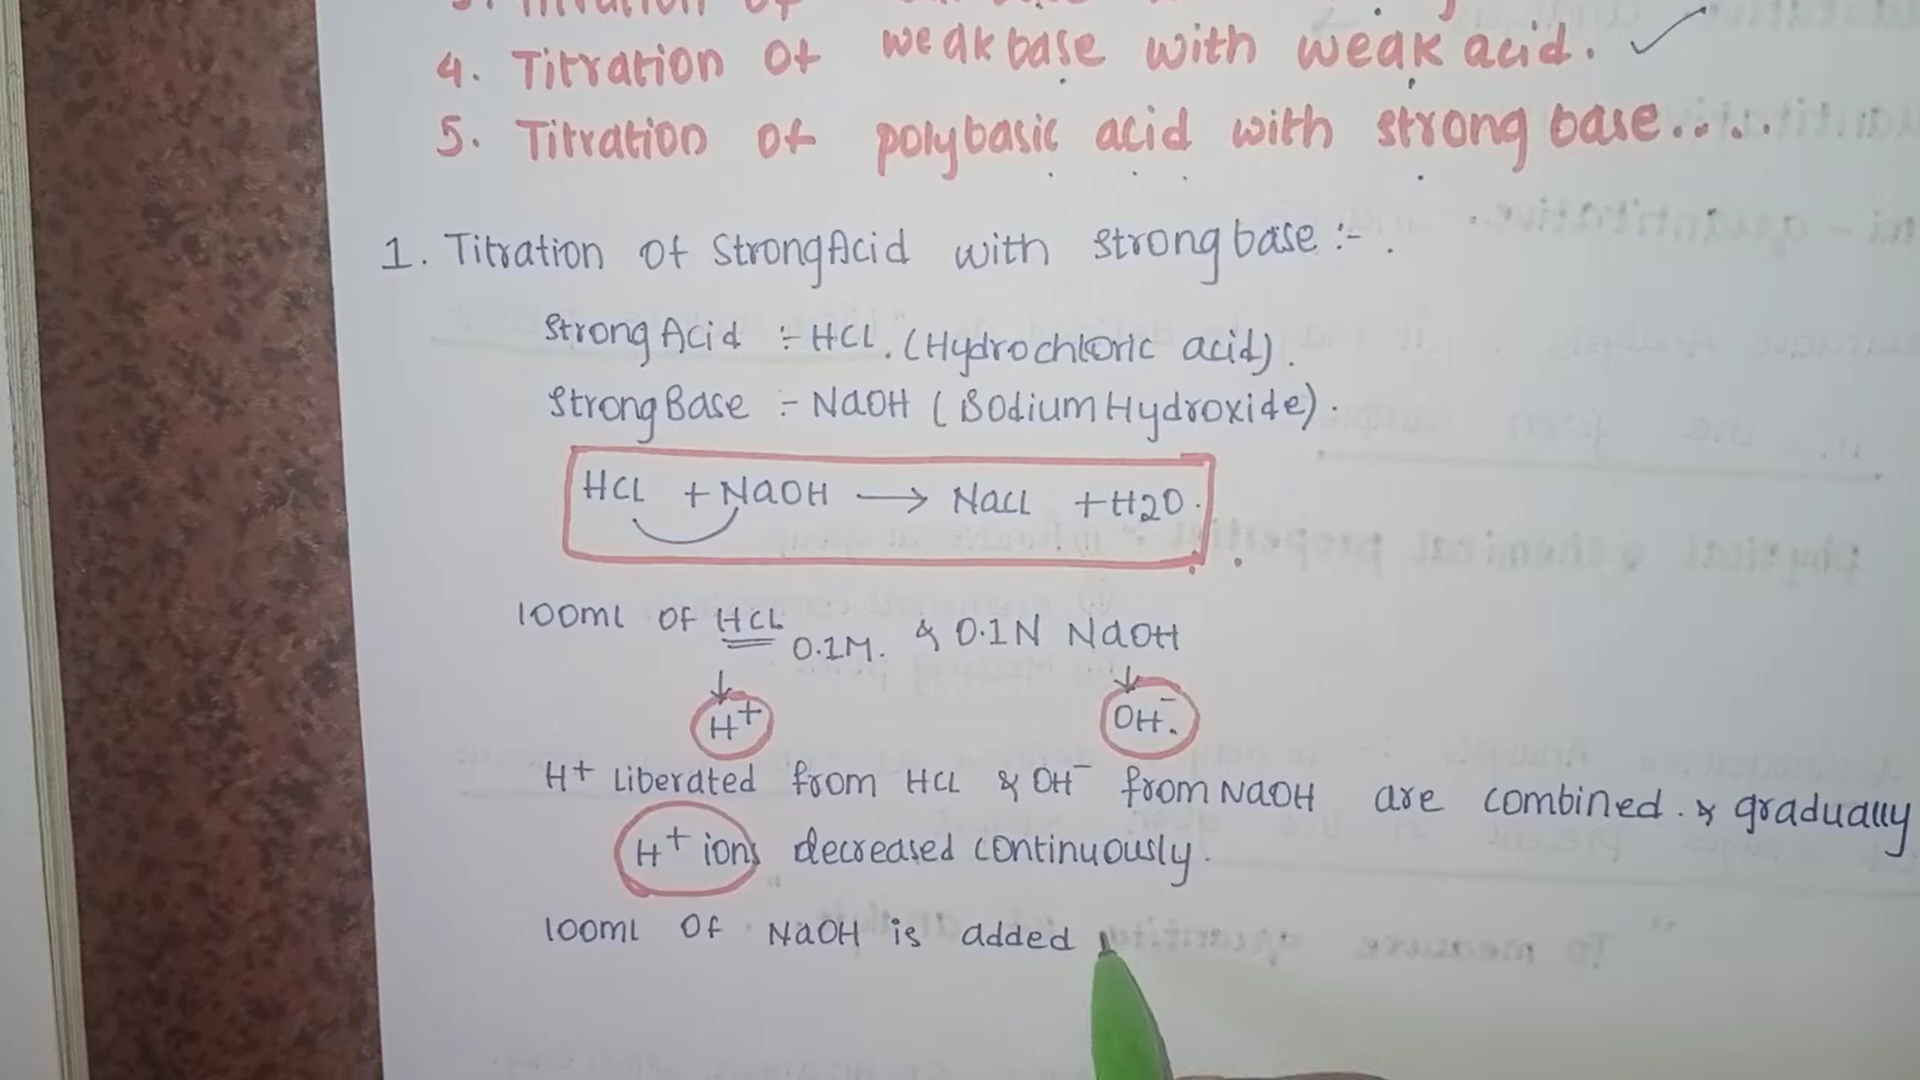 3. Titration of
4. Titration of weak base with weak acid.
5. Titration of polybasic acid with strong base.....
1. Titration of Strong Acid with strong base :- .
Strong Acid :- HCL. (Hydrochloric acid).
Strong Base :- NaOH (Sodium Hydroxide).
HCL + NaOH → NaCl + H2O.
100ml of HCL 0.1M. & 0.1N NaOH
↓ ↓
H+ OH-.
H+ liberated from HCL & OH- from NaOH are combined. & gradually
H+ ions decreased continuously.
100ml of NaOH is added